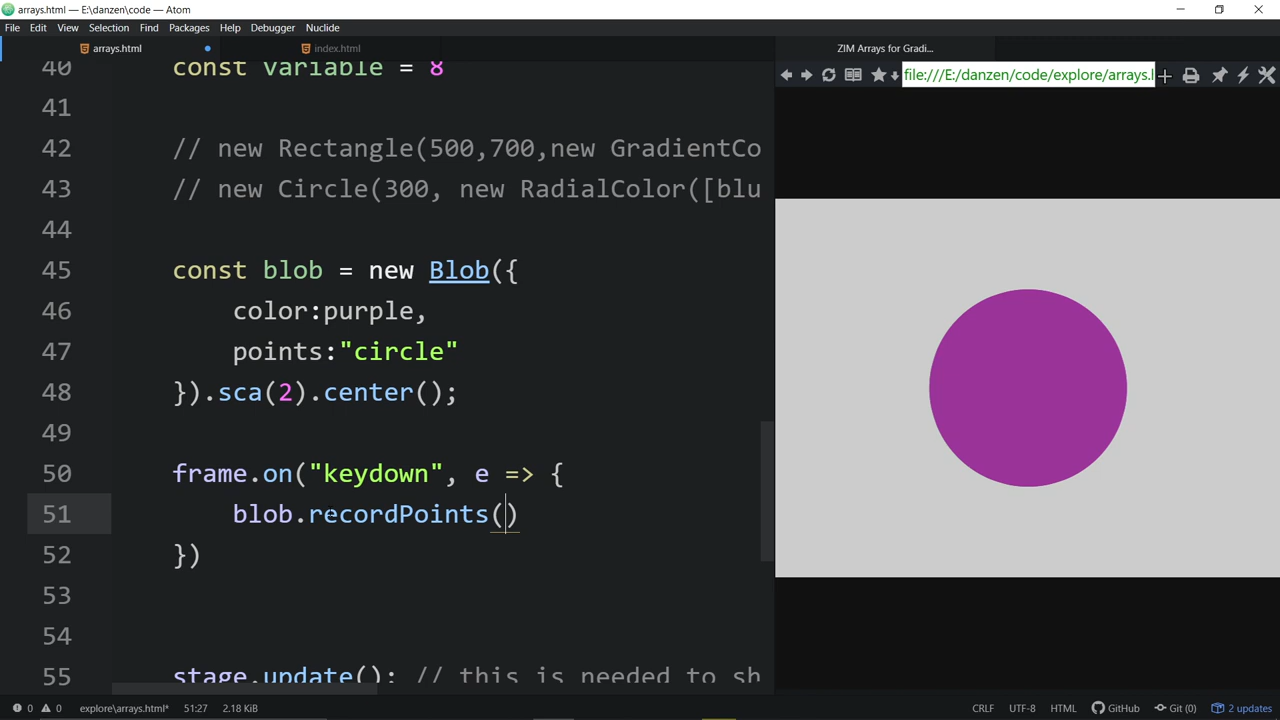 arrays.html — E:\danzen\code — Atom
File Edit View Selection Find Packages Help Debugger Nuclide
arrays.html index.html ZIM Arrays for Gradi...
file:///E:/danzen/code/explore/arrays.l
40 const variable = 8
41
42 // new Rectangle(500,700,new GradientCo
43 // new Circle(300, new RadialColor([blu
44
45 const blob = new Blob({
46 color:purple,
47 points:"circle"
48 }).sca(2).center();
49
50 frame.on("keydown", e => {
51 blob.recordPoints()
52 })
53
54
55 stage.update(); // this is needed to sh
0 0 explore\arrays.html* 51:27 2.18 KiB CRLF UTF-8 HTML GitHub Git (0) 2 updates